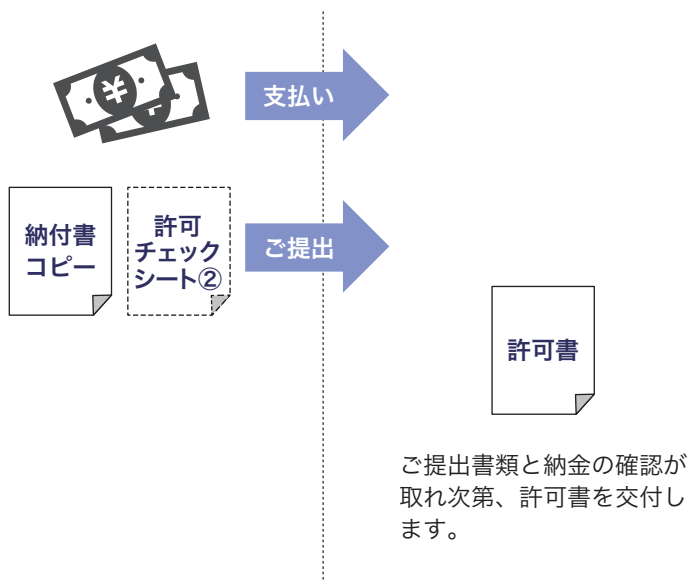 ¥
支払い
納付書
コピー
許可
チェック
シート②
ご提出
許可書
ご提出書類と納金の確認が
取れ次第、許可書を交付し
ます。